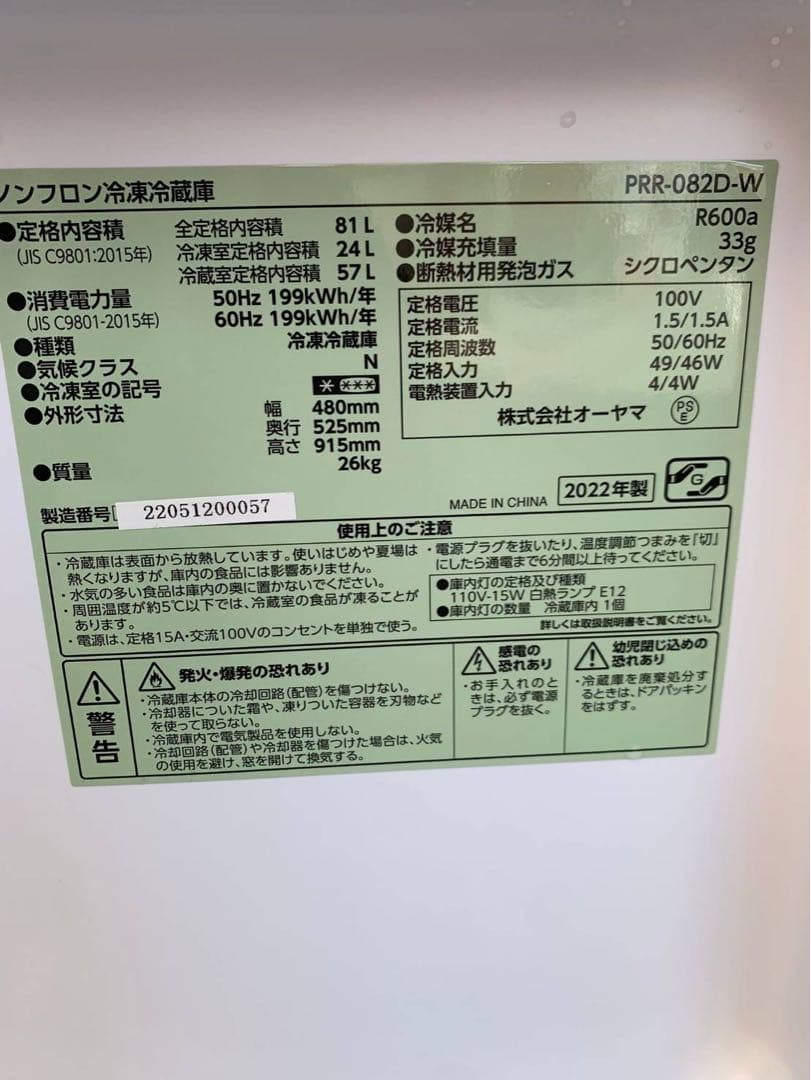 ノンフロン冷凍冷蔵庫 PRR-082D-W
●定格内容積 全定格内容積 81L
(JIS C9801:2015年) 冷凍室定格内容積 24L
冷蔵室定格内容積 57L
●消費電力量 50Hz 199kWh/年
(JIS C9801-2015年) 60Hz 199kWh/年
●種類 冷凍冷蔵庫
●気候クラス N
●冷凍室の記号 * ***
●外形寸法 幅 480mm
奥行 525mm
高さ 915mm
●質量 26kg
●冷媒名 R600a
●冷媒充填量 33g
●断熱材用発泡ガス シクロペンタン
定格電圧 100V
定格電流 1.5/1.5A
定格周波数 50/60Hz
定格入力 49/46W
電熱装置入力 4/4W
株式会社オーヤマ PS E
製造番号 22051200057
MADE IN CHINA 2022年製 G
使用上のご注意
・冷蔵庫は表面から放熱しています。使いはじめや夏場は
熱くなりますが、庫内の食品には影響ありません。
・水気の多い食品は庫内の奥に置かないでください。
・周囲温度が約5℃以下では、冷蔵室の食品が凍ることが
あります。
・電源は、定格15A・交流100Vのコンセントを単独で使う。
・電源プラグを抜いたり、温度調節つまみを「切」
にしたら通電まで6分間以上待ってください。
●庫内灯の定格及び種類
110V-15W 白熱ランプ E12
●庫内灯の数量 冷蔵庫内 1個
詳しくは取扱説明書をご覧ください。
警告
発火・爆発の恐れあり
・冷蔵庫本体の冷却回路(配管)を傷つけない。
・冷却器についた霜や、凍りついた容器を刃物など
を使って取らない。
・冷蔵庫内で電気製品を使用しない。
・冷却回路(配管)や冷却器を傷つけた場合は、火気
の使用を避け、窓を開けて換気する。
感電の
恐れあり
・お手入れのと
きは、必ず電源
プラグを抜く。
幼児閉じ込めの
恐れあり
・冷蔵庫を廃棄処分す
るときは、ドアパッキン
をはずす。